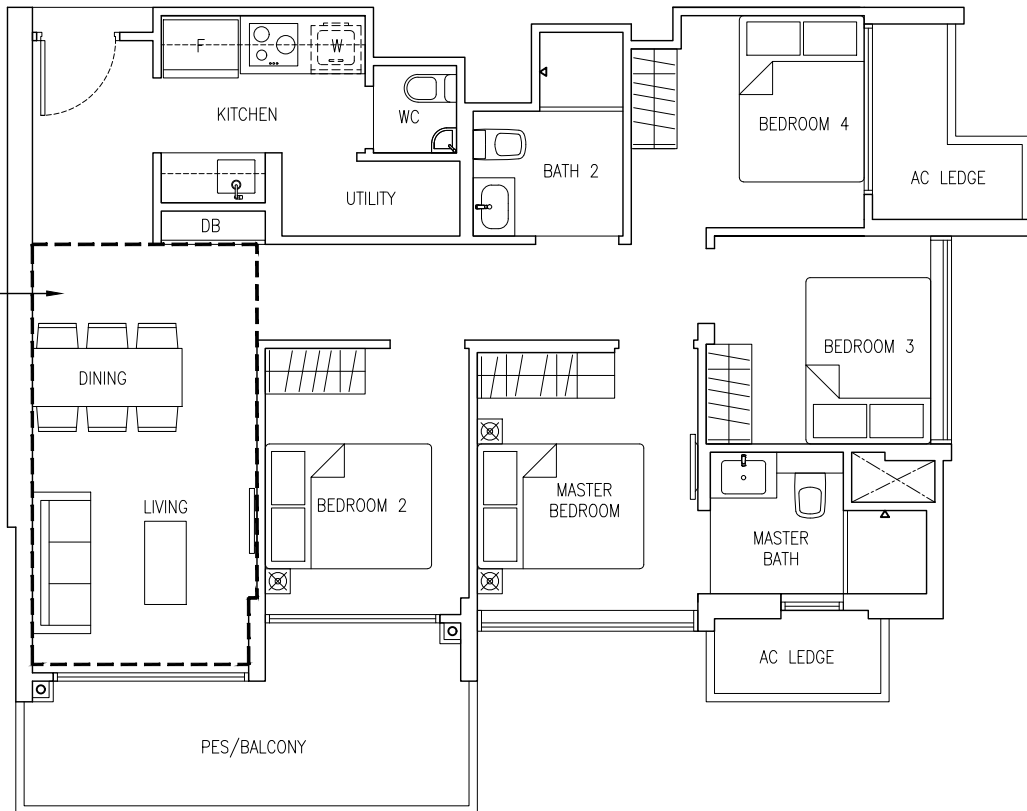 F
W
KITCHEN
WC
BEDROOM 4
BATH 2
AC LEDGE
UTILITY
DB
BEDROOM 3
DINING
LIVING
BEDROOM 2
MASTER
BEDROOM
MASTER
BATH
AC LEDGE
PES/BALCONY